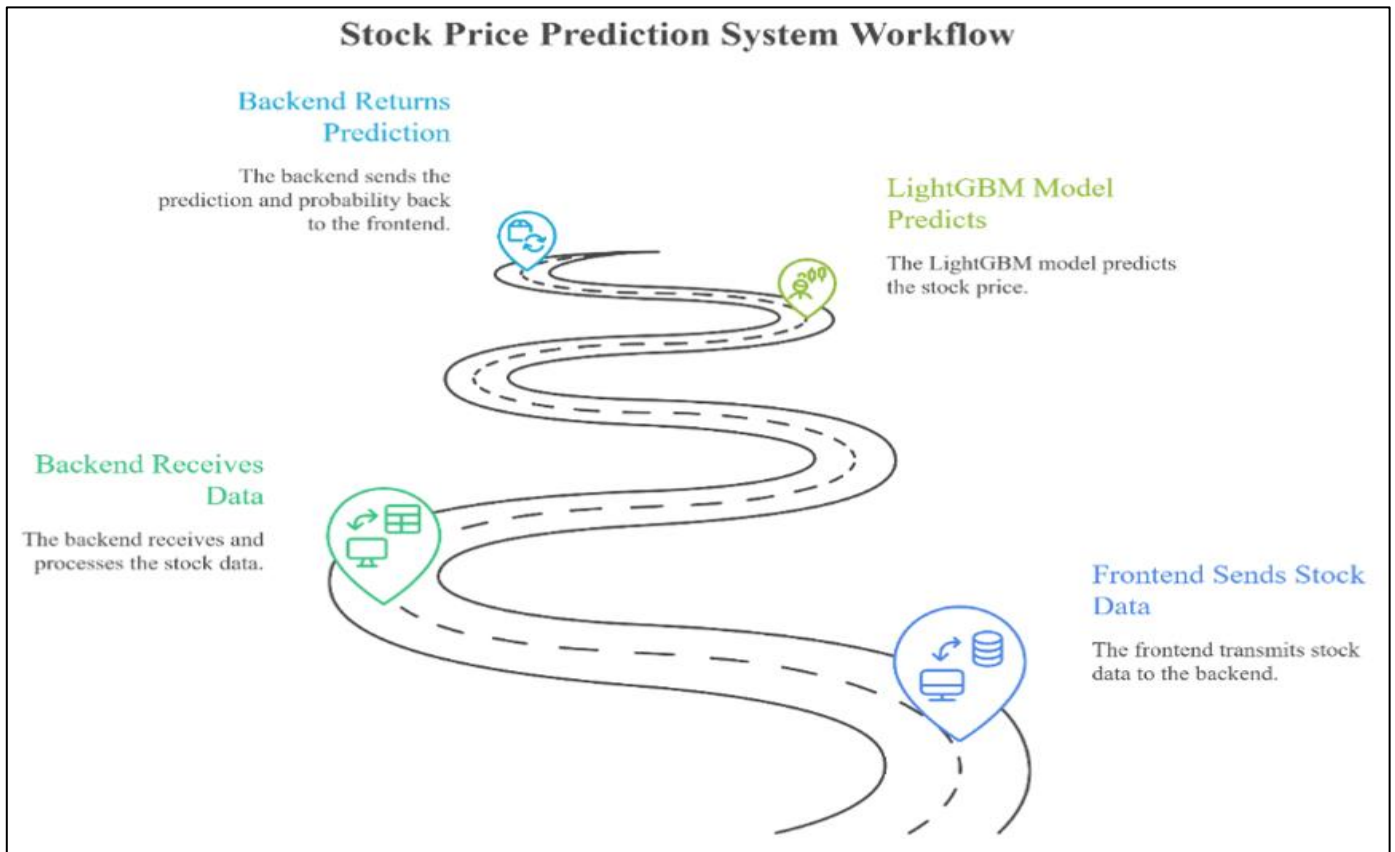 Stock Price Prediction System Workflow
Backend Returns
Prediction
The backend sends the
prediction and probability back
to the frontend.
LightGBM Model
Predicts
The LightGBM model predicts
the stock price.
Backend Receives
Data
The backend receives and
processes the stock data.
Frontend Sends Stock
Data
The frontend transmits stock
data to the backend.